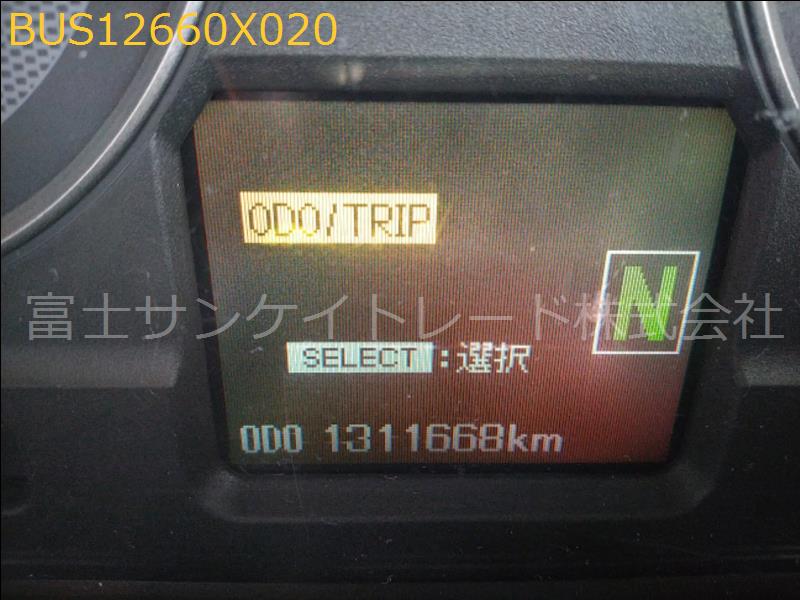 BUS12660X020
ODO/TRIP
N
富士サンケイトレード株式会社
SELECT:選択
ODO 1311668km